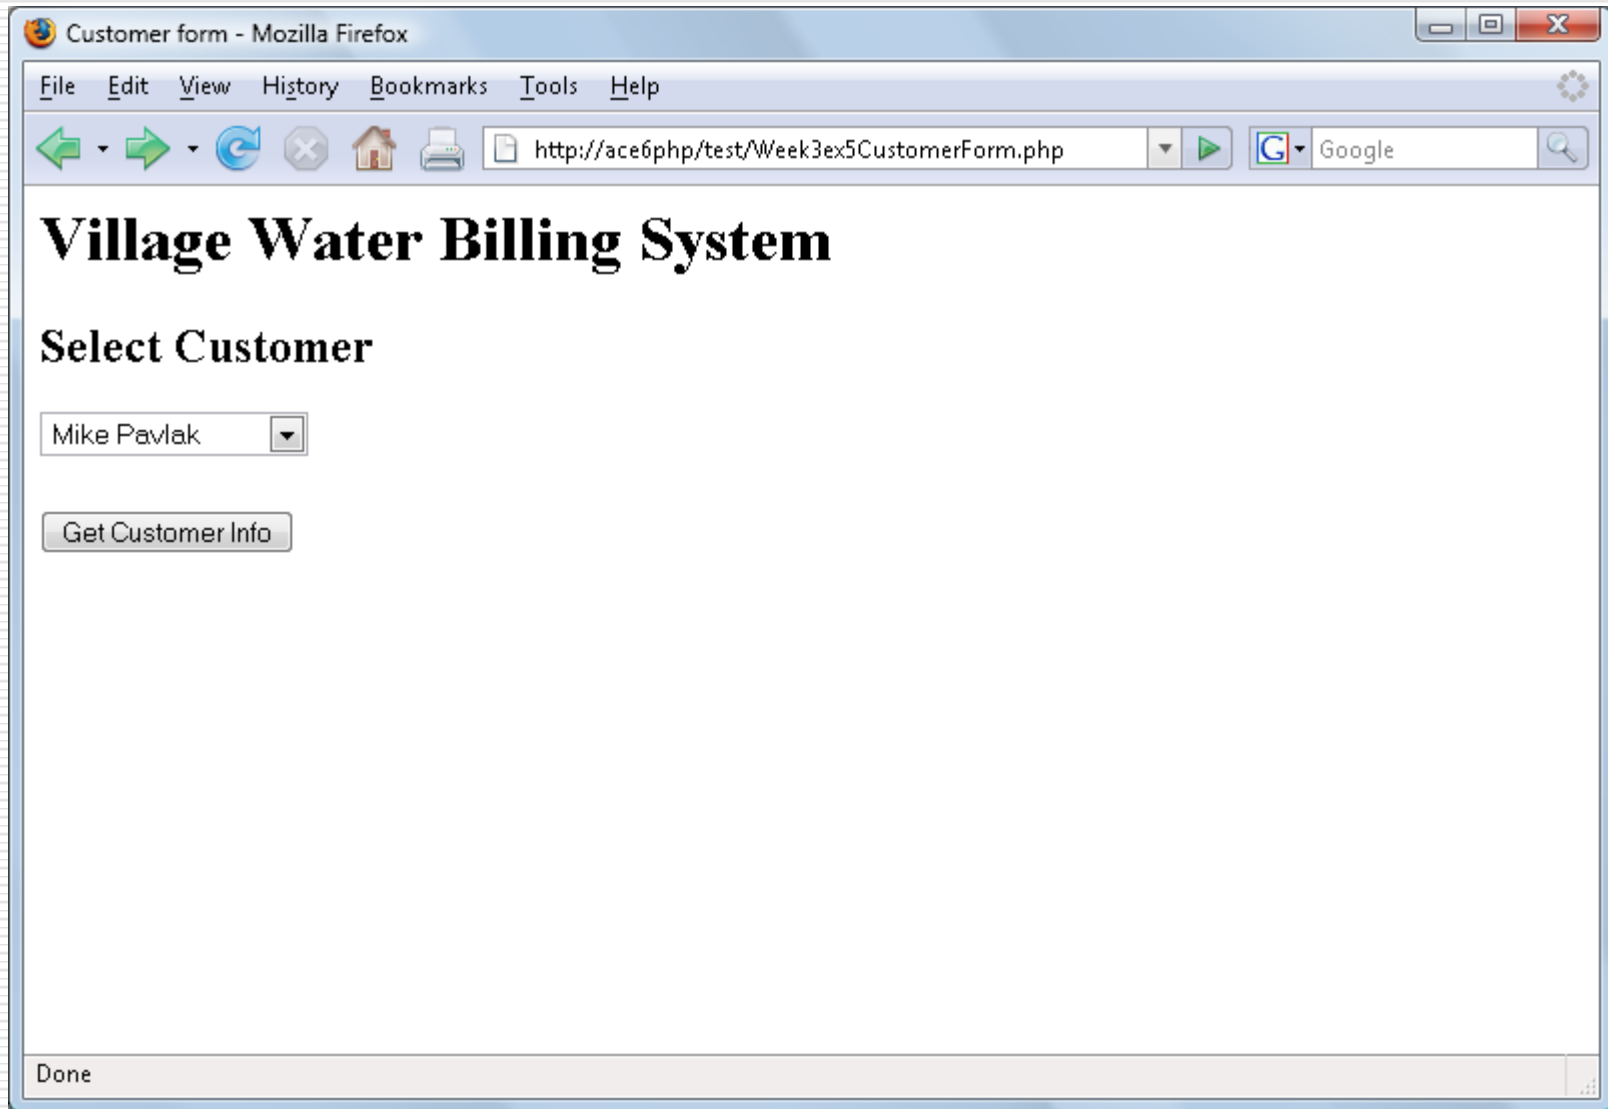 Customer form - Mozilla Firefox
File Edit View History Bookmarks Tools Help
http://ace6php/test/Week3ex5CustomerForm.php G Google
Village Water Billing System
Select Customer
Mike Pavlak
Get Customer Info
Done